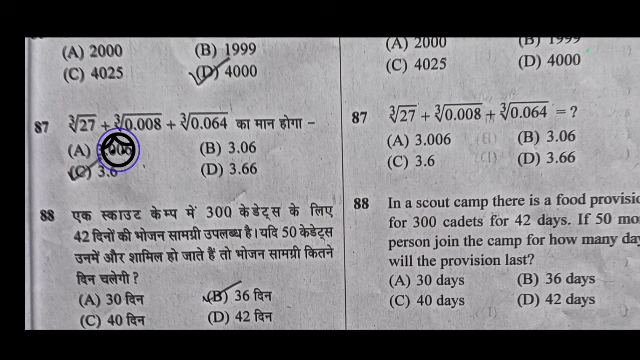 (A) 2000 (B) 1999
(C) 4025 (D) 4000
87 ∛27 + ∛0.008 + ∛0.064 का मान होगा –
(A) (B) 3.06
(C) 3.6 (D) 3.66
88 एक स्काउट केम्प में 300 केडेट्स के लिए
42 दिनों की भोजन सामग्री उपलब्ध है। यदि 50 केडेट्स
उनमें और शामिल हो जाते हैं तो भोजन सामग्री कितने
दिन चलेगी ?
(A) 30 दिन (B) 36 दिन
(C) 40 दिन (D) 42 दिन
(A) 2000 (B) 1999
(C) 4025 (D) 4000
87 ∛27 + ∛0.008 + ∛0.064 = ?
(A) 3.006 (B) 3.06
(C) 3.6 (D) 3.66
88 In a scout camp there is a food provisio
for 300 cadets for 42 days. If 50 mo
person join the camp for how many da
will the provision last?
(A) 30 days (B) 36 days
(C) 40 days (D) 42 days